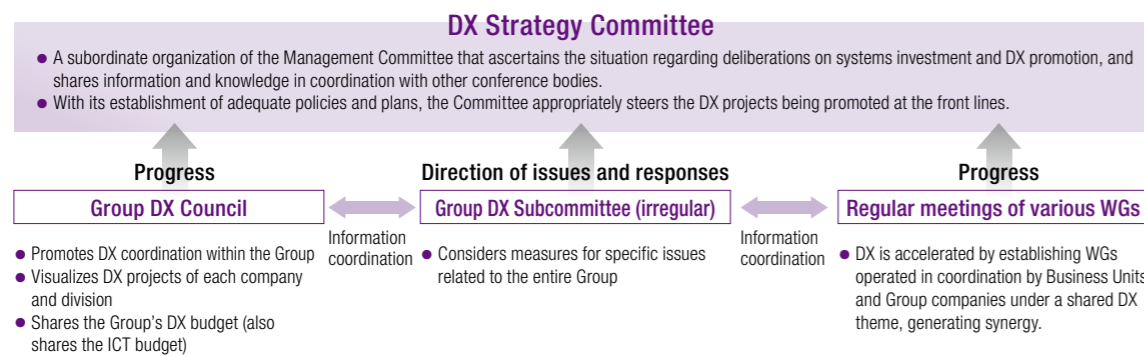 DX Strategy Committee
● A subordinate organization of the Management Committee that ascertains the situation regarding deliberations on systems investment and DX promotion, and
shares information and knowledge in coordination with other conference bodies.
● With its establishment of adequate policies and plans, the Committee appropriately steers the DX projects being promoted at the front lines.
Progress
Group DX Council
● Promotes DX coordination within the Group
● Visualizes DX projects of each company
and division
● Shares the Group's DX budget (also
shares the ICT budget)
Information
coordination
Direction of issues and responses
Group DX Subcommittee (irregular)
● Considers measures for specific issues
related to the entire Group
Information
coordination
Progress
Regular meetings of various WGs
● DX is accelerated by establishing WGs
operated in coordination by Business Units
and Group companies under a shared DX
theme, generating synergy.